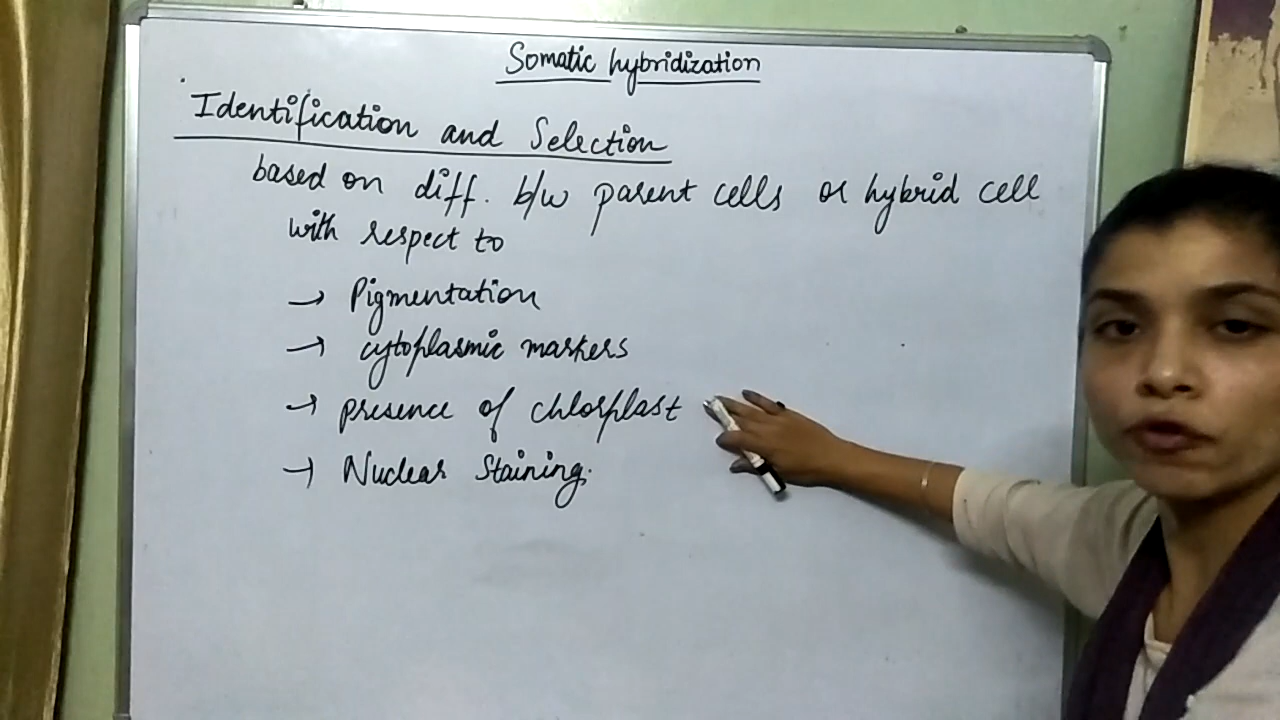 Somatic hybridization
Identification and Selection
based on diff. b/w parent cells or hybrid cell
with respect to
→ Pigmentation
→ cytoplasmic markers
→ presence of chlorplast
→ Nuclear Staining.